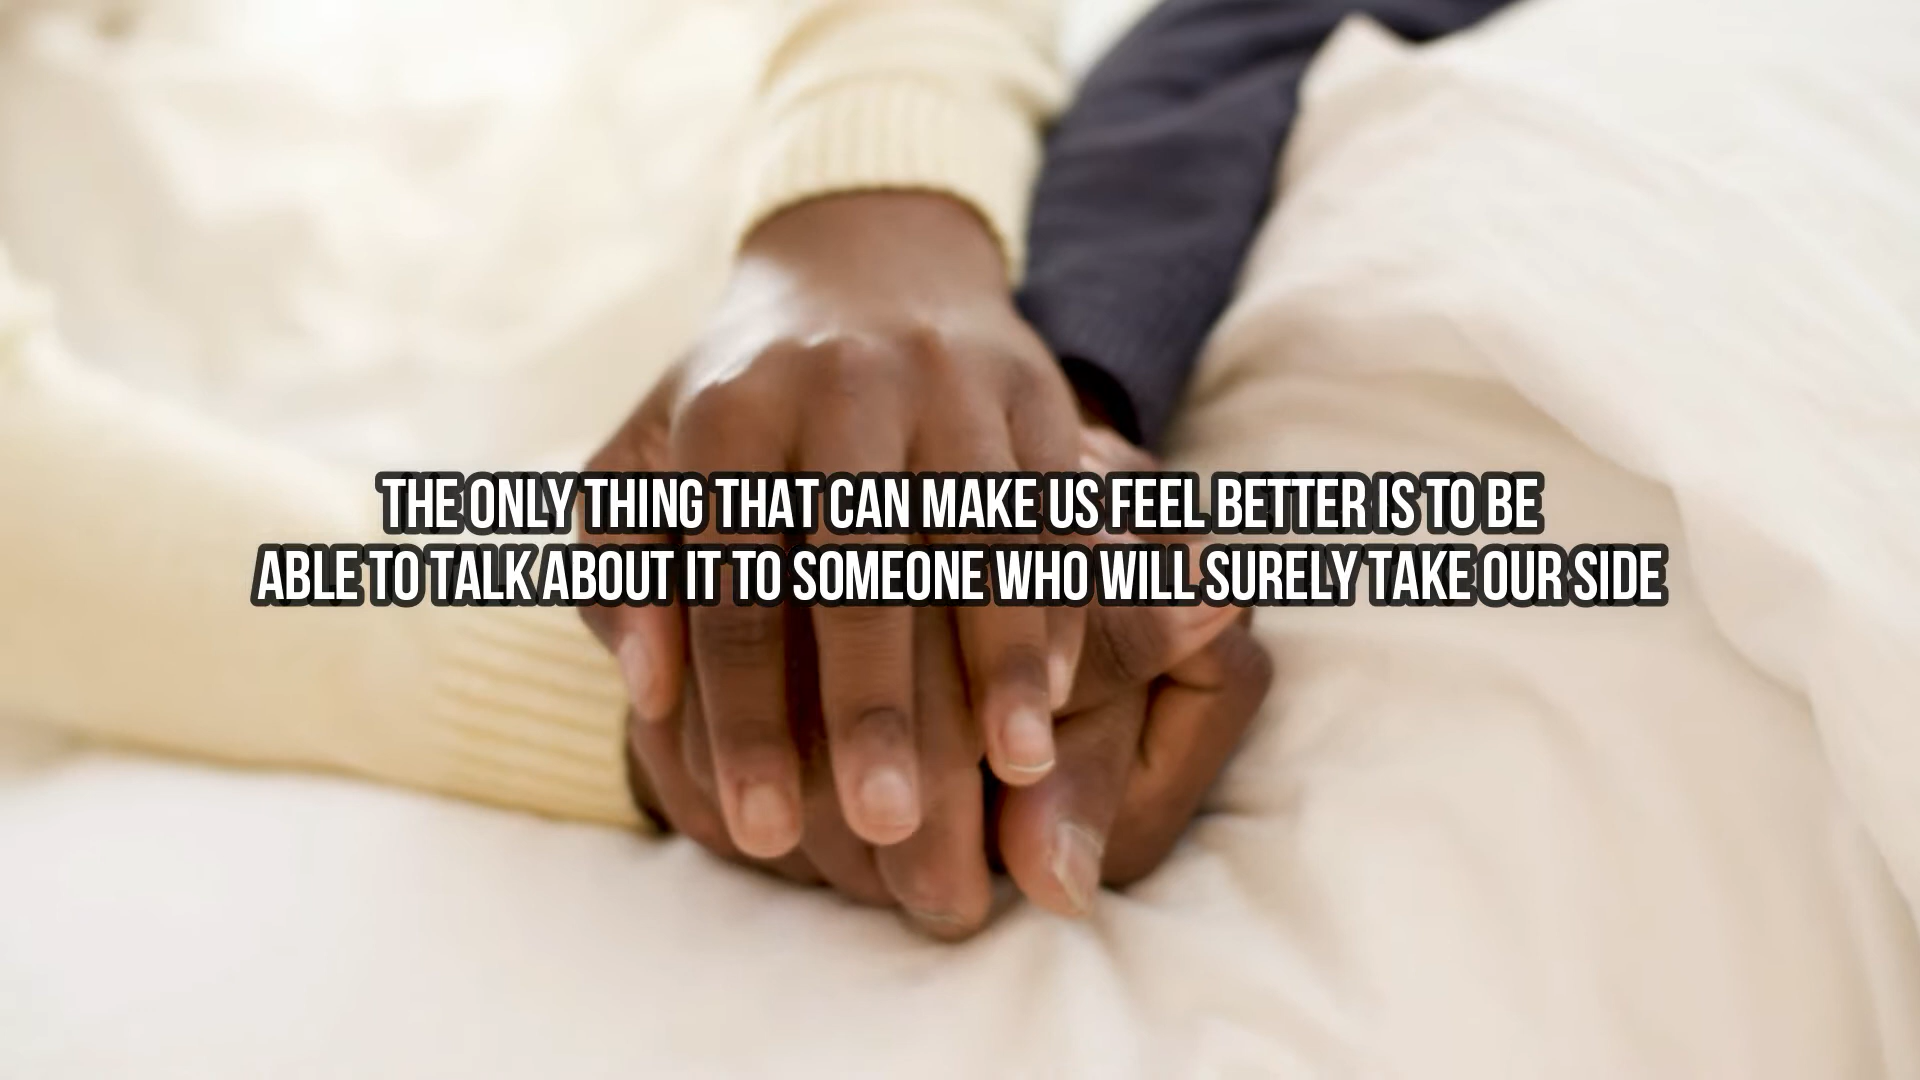 THE ONLY THING THAT CAN MAKE US FEEL BETTER IS TO BE
ABLE TO TALK ABOUT IT TO SOMEONE WHO WILL SURELY TAKE OUR SIDE